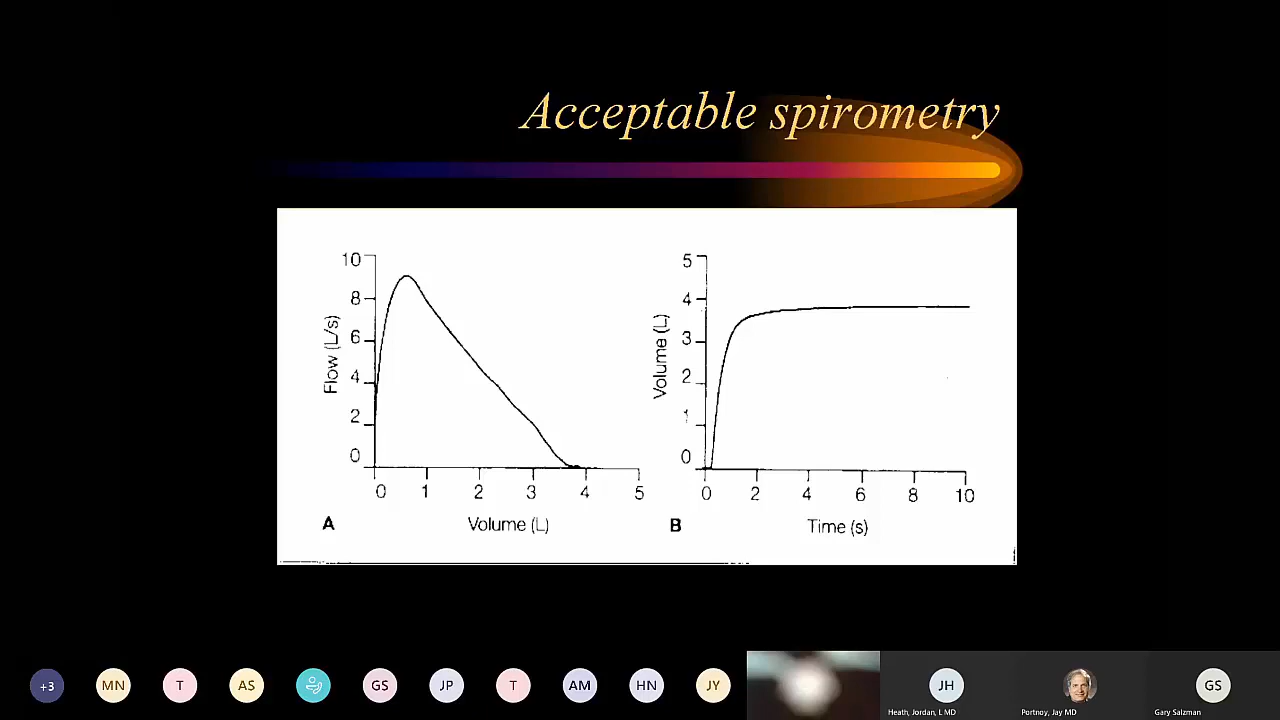 Acceptable spirometry
10
8
6
4
2
0
Flow (L/s)
0 1 2 3 4 5
A
Volume (L)
5
4
3
2
1
0
Volume (L)
0 2 4 6 8 10
B
Time (s)
+3 MN T AS GS JP T AM HN JY JH GS
Heath, Jordan, L MD
Portnoy, Jay MD
Gary Salzman